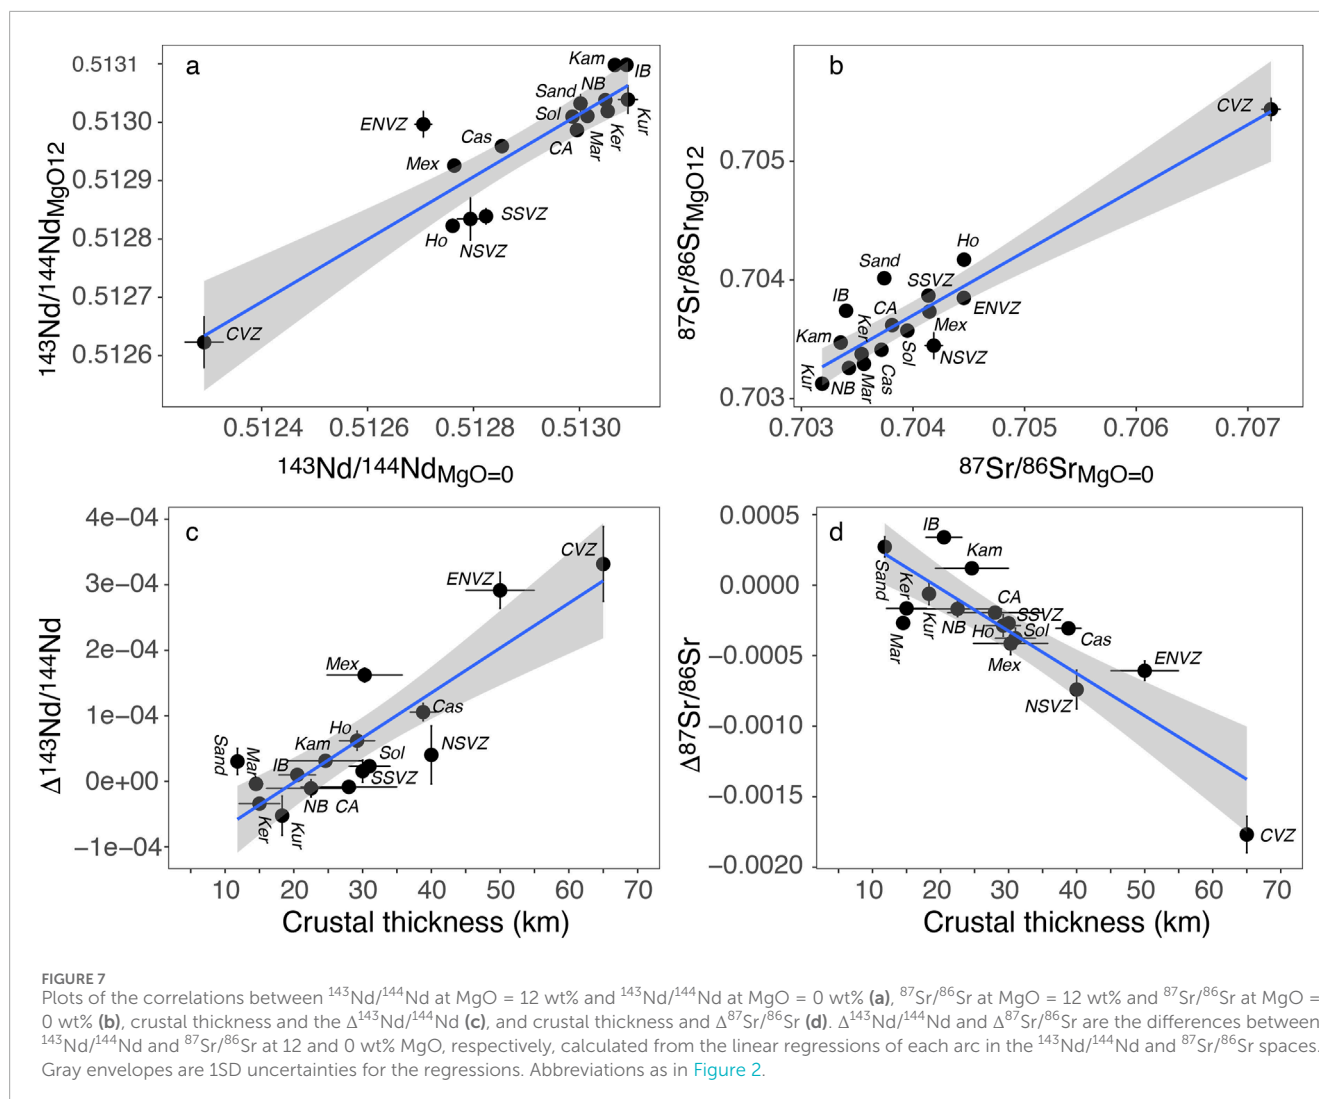 a
0.5131
0.5130
0.5129
0.5128
0.5127
0.5126
143Nd/144NdMgO12
Kam
IB
NB
Sand
Sol
Kur
Ker
Mar
CA
ENVZ
Cas
Mex
SSVZ
Ho
NSVZ
CVZ
0.5124 0.5126 0.5128 0.5130
143Nd/144NdMgO=0
b
0.705
0.704
0.703
87Sr/86SrMgO12
CVZ
Ho
Sand
SSVZ
IB
CA
ENVZ
Ker
Mex
Kam
Sol
NSVZ
Kur
NB
Mar
Cas
0.703 0.704 0.705 0.706 0.707
87Sr/86SrMgO=0
c
4e−04
3e−04
2e−04
1e−04
0e+00
−1e−04
Δ143Nd/144Nd
CVZ
ENVZ
Mex
Cas
Ho
Kam
Sol
NSVZ
Sand
Mar
IB
SSVZ
NB
CA
Ker
Kur
10 20 30 40 50 60 70
Crustal thickness (km)
d
0.0005
0.0000
−0.0005
−0.0010
−0.0015
−0.0020
Δ87Sr/86Sr
IB
Kam
Sand
Ker
CA
SSVZ
Mar
Kur
NB
Ho
Sol
Cas
Mex
ENVZ
NSVZ
CVZ
10 20 30 40 50 60 70
Crustal thickness (km)
FIGURE 7
Plots of the correlations between 143Nd/144Nd at MgO = 12 wt% and 143Nd/144Nd at MgO = 0 wt% (a), 87Sr/86Sr at MgO = 12 wt% and 87Sr/86Sr at MgO =
0 wt% (b), crustal thickness and the Δ143Nd/144Nd (c), and crustal thickness and Δ87Sr/86Sr (d). Δ143Nd/144Nd and Δ87Sr/86Sr are the differences between
143Nd/144Nd and 87Sr/86Sr at 12 and 0 wt% MgO, respectively, calculated from the linear regressions of each arc in the 143Nd/144Nd and 87Sr/86Sr spaces.
Gray envelopes are 1SD uncertainties for the regressions. Abbreviations as in Figure 2.